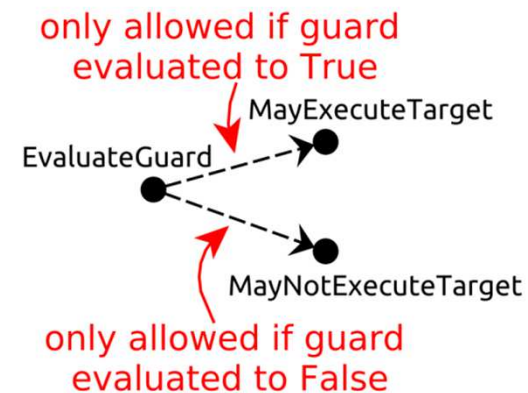 only allowed if guard
evaluated to True
MayExecuteTarget
EvaluateGuard
MayNotExecuteTarget
only allowed if guard
evaluated to False